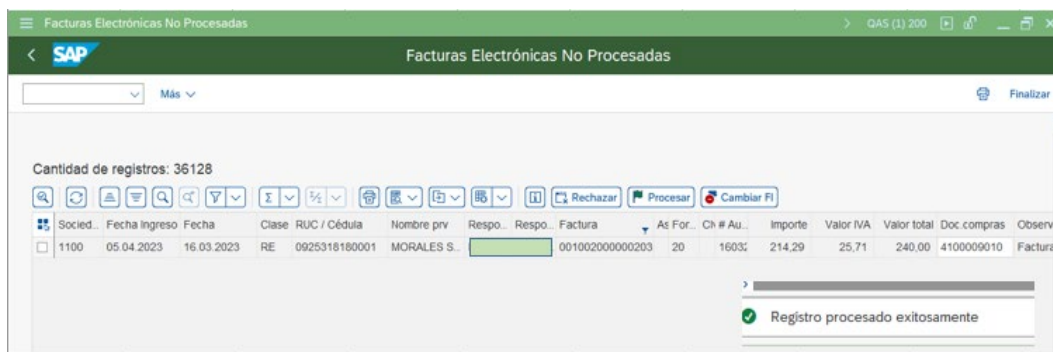 Facturas Electrónicas No Procesadas
QAS (1) 200
SAP
Facturas Electrónicas No Procesadas
Más
Finalizar
Cantidad de registros: 36128
Rechazar Procesar Cambiar FI
Socied... Fecha Ingreso Fecha Clase RUC / Cédula Nombre prv Respo... Respo... Factura As For... Ch # Au... Importe Valor IVA Valor total Doc.compras Observ
1100 05.04.2023 16.03.2023 RE 0925318180001 MORALES S... 001002000000203 20 1603 214,29 25,71 240,00 4100009010 Factura
Registro procesado exitosamente